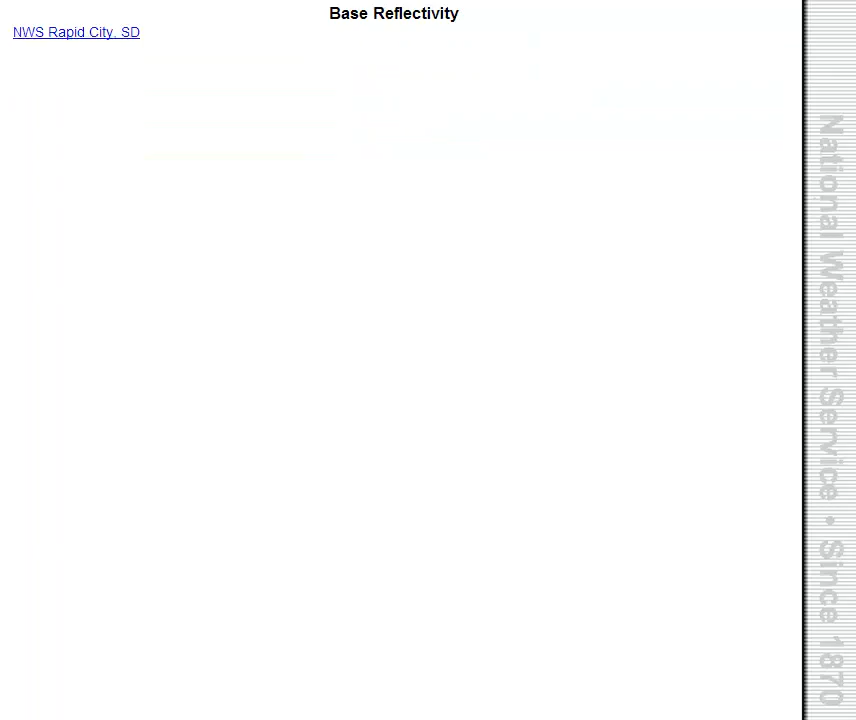 Base Reflectivity
NWS Rapid City, SD
National Weather Service • Since 1870